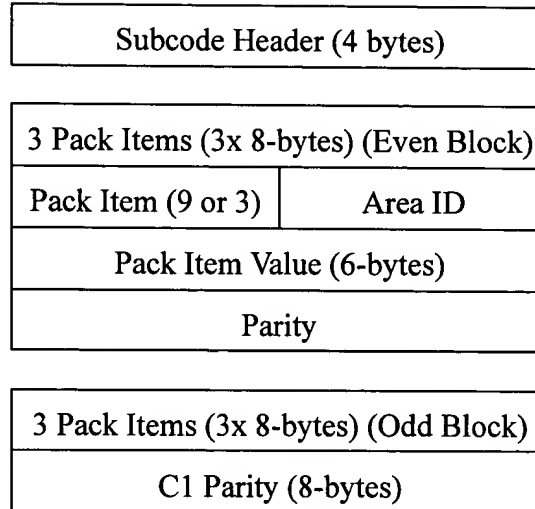 Subcode Header (4 bytes)
3 Pack Items (3x 8-bytes) (Even Block)
Pack Item (9 or 3) Area ID
Pack Item Value (6-bytes)
Parity
3 Pack Items (3x 8-bytes) (Odd Block)
C1 Parity (8-bytes)